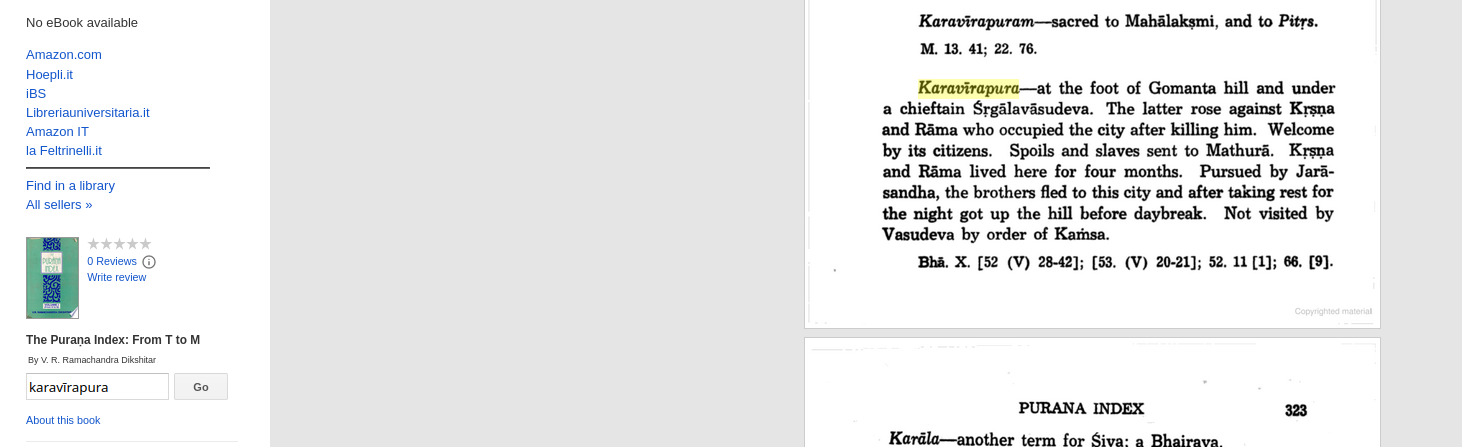 No eBook available
Amazon.com
Hoepli.it
iBS
Libreriauniversitaria.it
Amazon IT
la Feltrinelli.it
Find in a library
All sellers »
0 Reviews
Write review
The Puraṇa Index: From T to M
By V. R. Ramachandra Dikshitar
karavīrapura
Go
About this book
Karavīrapuram—sacred to Mahālakṣmi, and to Pitṛs.
M. 13. 41; 22. 76.
Karavīrapura—at the foot of Gomanta hill and under
a chieftain Śṛgālavāsudeva. The latter rose against Kṛṣṇa
and Rāma who occupied the city after killing him. Welcome
by its citizens. Spoils and slaves sent to Mathurā. Kṛṣṇa
and Rāma lived here for four months. Pursued by Jarā-
sandha, the brothers fled to this city and after taking rest for
the night got up the hill before daybreak. Not visited by
Vasudeva by order of Kaṁsa.
Bhā. X. [52 (V) 28-42]; [53. (V) 20-21]; 52. 11 [1]; 66. [9].
Copyrighted material
PURANA INDEX 323
Karāla—another term for Śiva; a Bhairava.